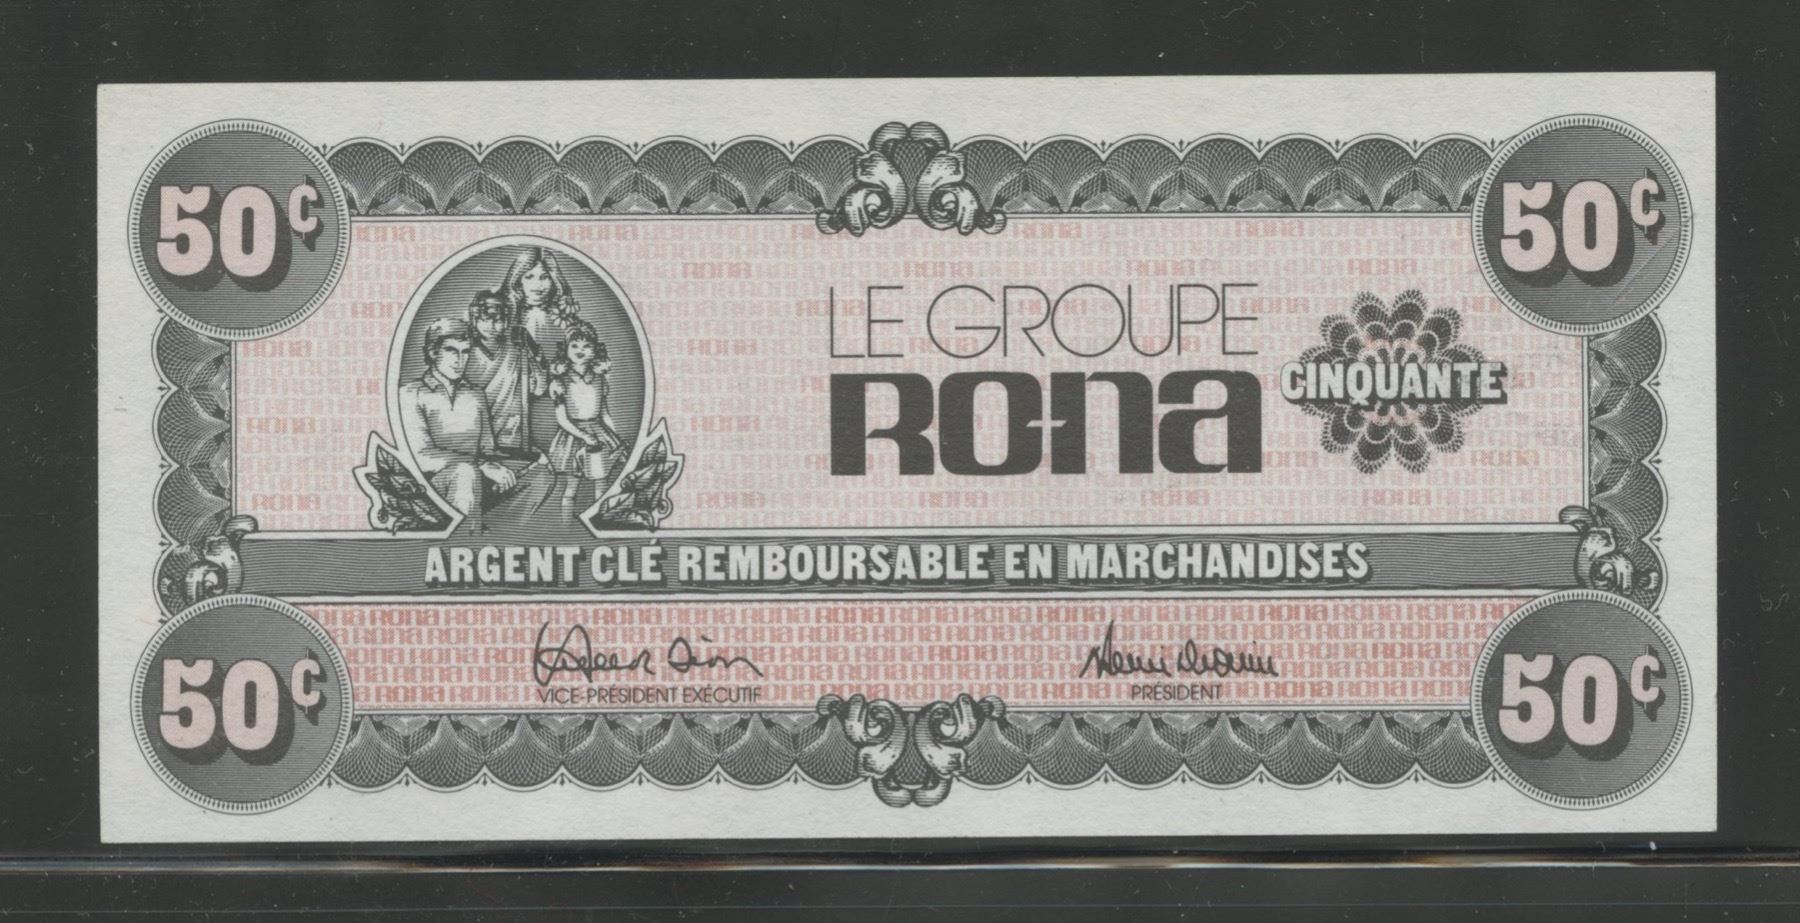 50¢
50¢
LE GROUPE
RONA
CINQUANTE
ARGENT CLÉ REMBOURSABLE EN MARCHANDISES
VICE-PRÉSIDENT EXÉCUTIF
PRÉSIDENT
50¢
50¢